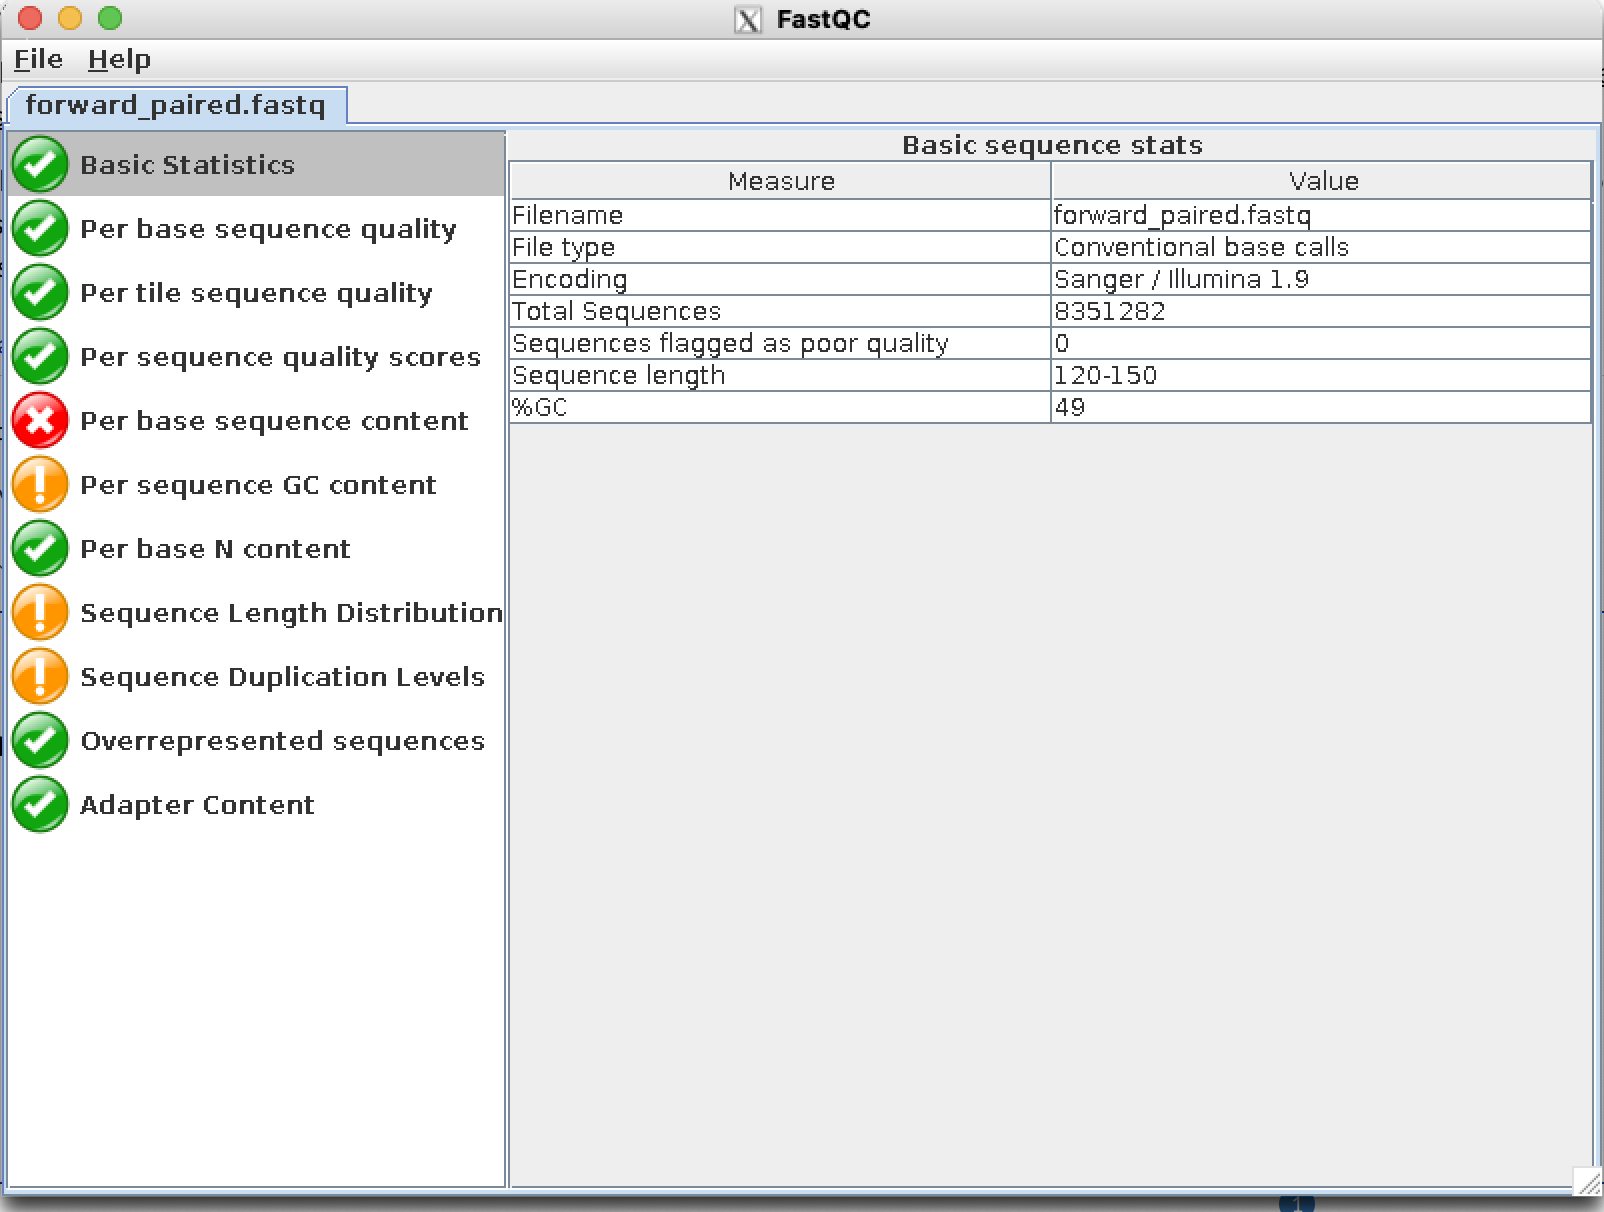 FastQC
File Help
forward_paired.fastq
Basic Statistics
Per base sequence quality
Per tile sequence quality
Per sequence quality scores
Per base sequence content
Per sequence GC content
Per base N content
Sequence Length Distribution
Sequence Duplication Levels
Overrepresented sequences
Adapter Content
Basic sequence stats
Measure Value
Filename forward_paired.fastq
File type Conventional base calls
Encoding Sanger / Illumina 1.9
Total Sequences 8351282
Sequences flagged as poor quality 0
Sequence length 120-150
%GC 49
1